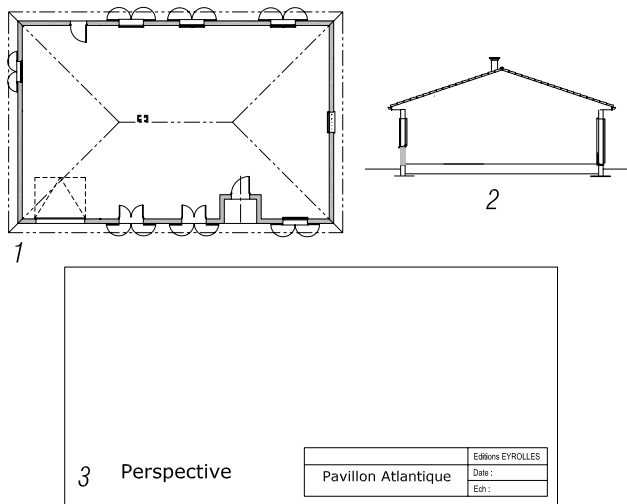 1
2
3 Perspective
Pavillon Atlantique
Editions EYROLLES
Date :
Ech :